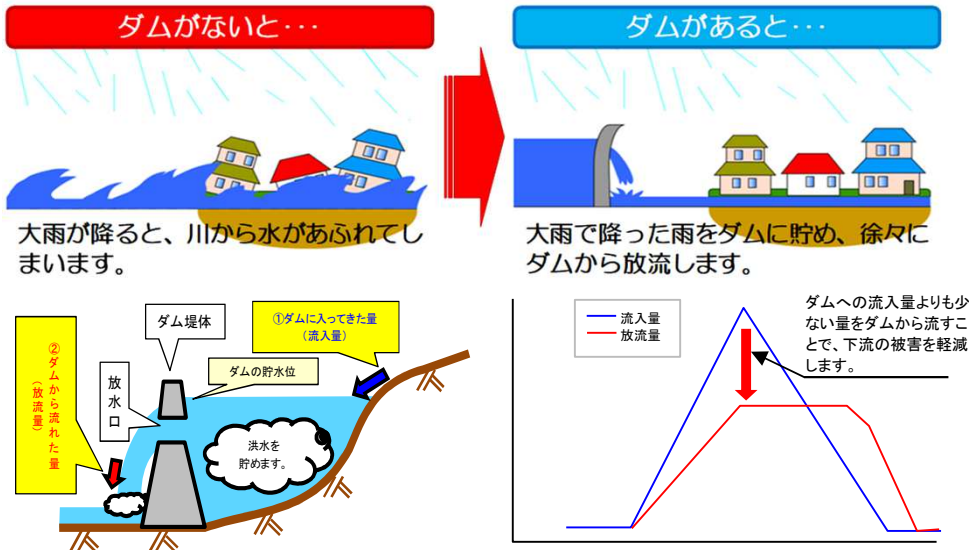 ダムがないと…
ダムがあると…
大雨が降ると、川から水があふれてし
まいます。
大雨で降った雨をダムに貯め、徐々に
ダムから放流します。
②ダムから流れた量
(放流量)
放水口
ダム堤体
①ダムに入ってきた量
(流入量)
ダムの貯水位
洪水を
貯めます。
流入量
放流量
ダムへの流入量よりも少
ない量をダムから流すこ
とで、下流の被害を軽減
します。